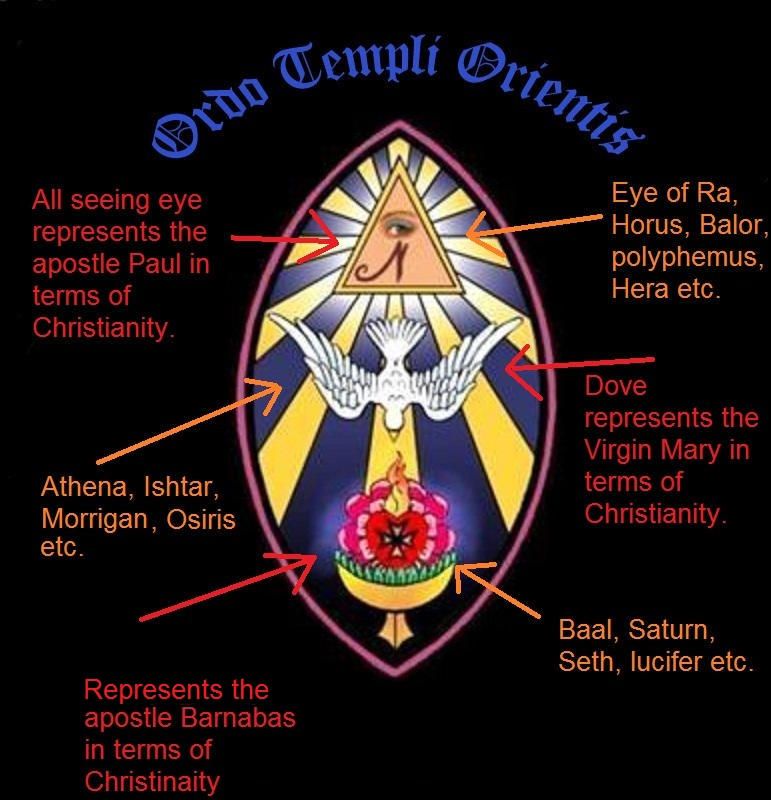 Ordo Templi Orientis
All seeing eye
represents the
apostle Paul in
terms of
Christianity.
Eye of Ra,
Horus, Balor,
polyphemus,
Hera etc.
N
Dove
represents the
Virgin Mary in
terms of
Christianity.
Athena, Ishtar,
Morrigan, Osiris
etc.
Baal, Saturn,
Seth, lucifer etc.
Represents the
apostle Barnabas
in terms of
Christinaity